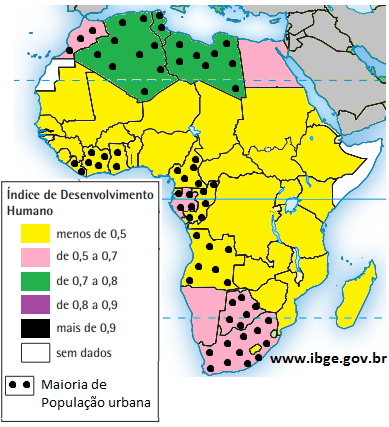 Índice de Desenvolvimento
Humano
menos de 0,5
de 0,5 a 0,7
de 0,7 a 0,8
de 0,8 a 0,9
mais de 0,9
sem dados
Maioria de
População urbana
www.ibge.gov.br